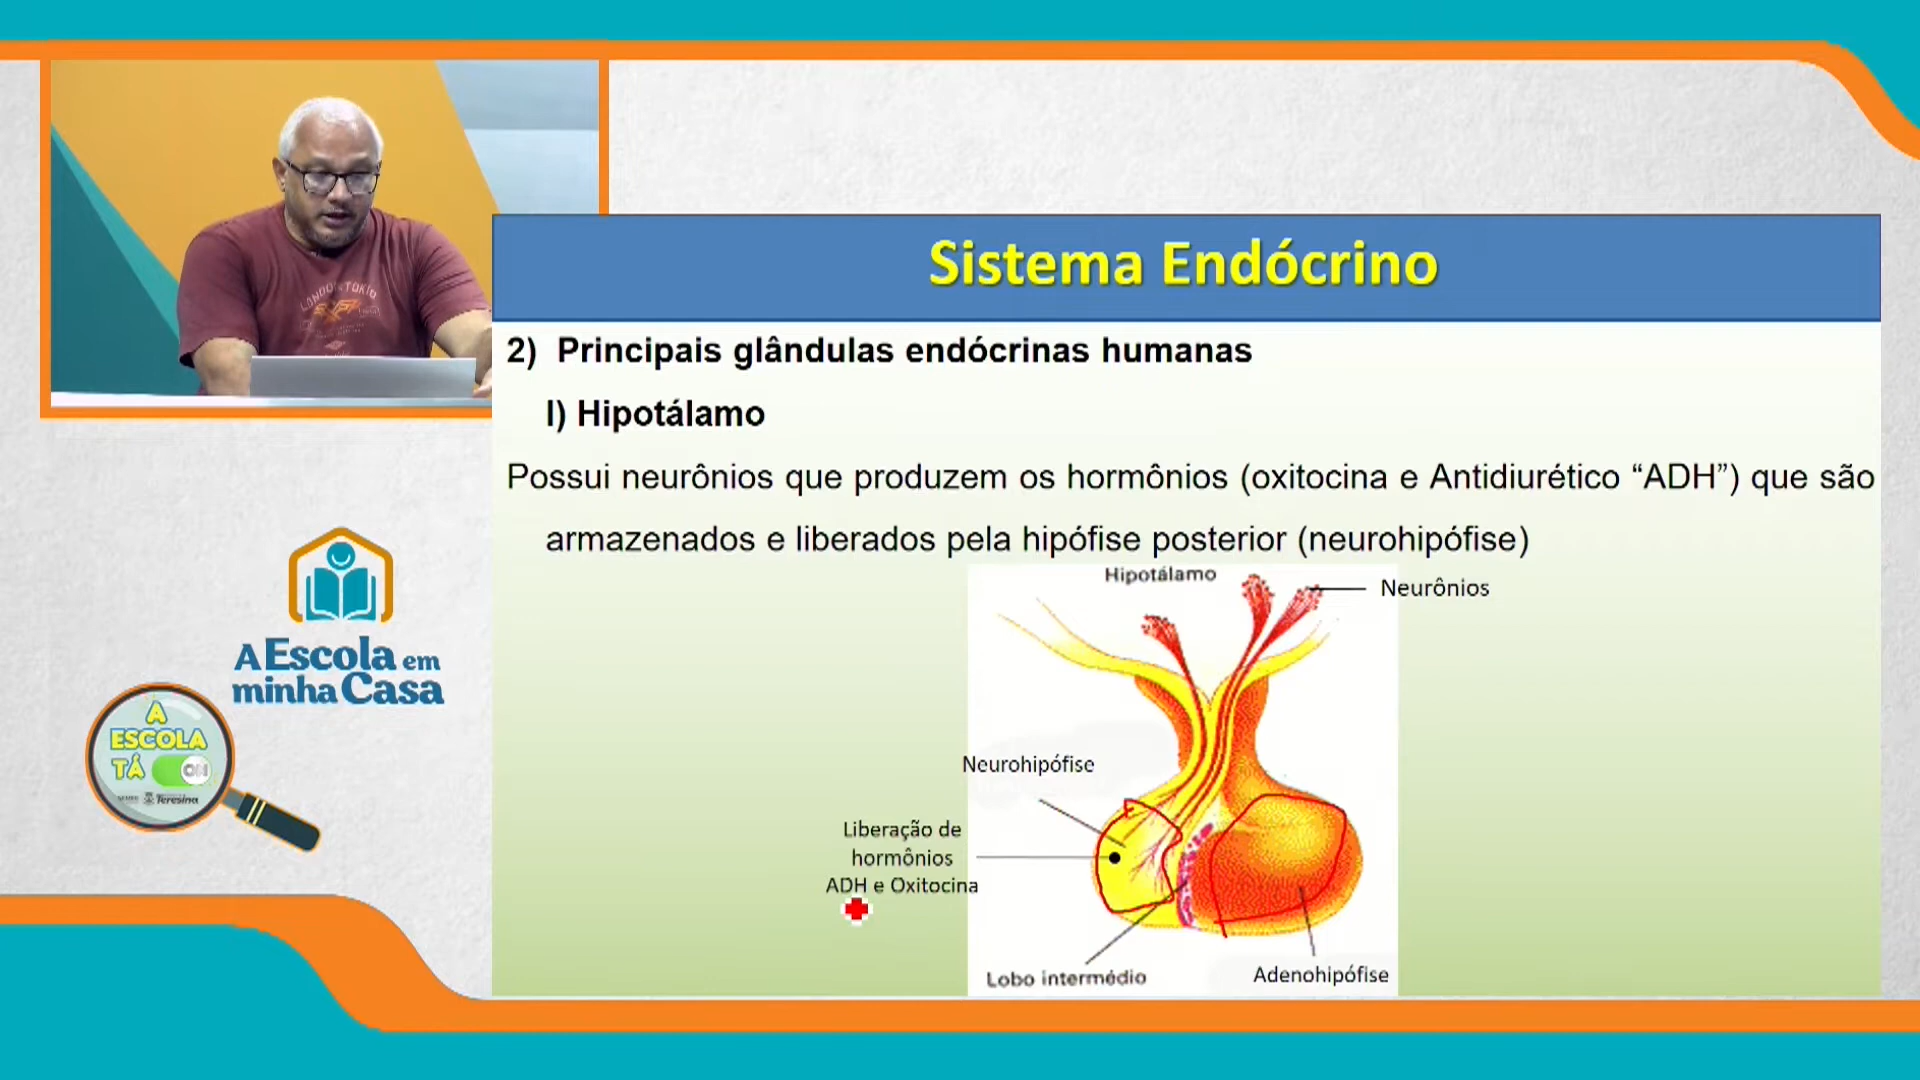 LONDON TOKIO
Sistema Endócrino
2) Principais glândulas endócrinas humanas
I) Hipotálamo
Possui neurônios que produzem os hormônios (oxitocina e Antidiurético “ADH”) que são
armazenados e liberados pela hipófise posterior (neurohipófise)
Hipotálamo
Neurônios
Neurohipófise
Liberação de
hormônios
ADH e Oxitocina
Lobo intermédio
Adenohipófise
A Escola em
minha Casa
A
ESCOLA
TÁ ON
Teresina